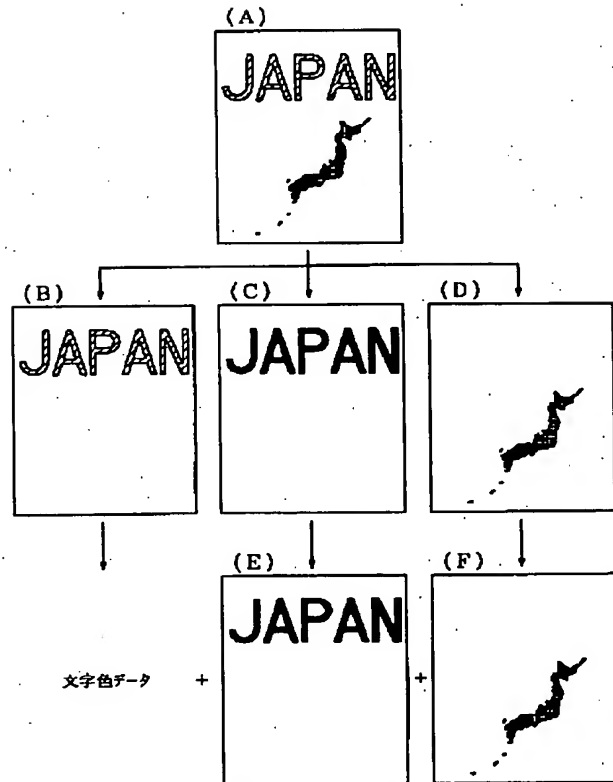 (A)
JAPAN
(B) (C) (D)
JAPAN JAPAN
(E) (F)
JAPAN
文字色データ + +